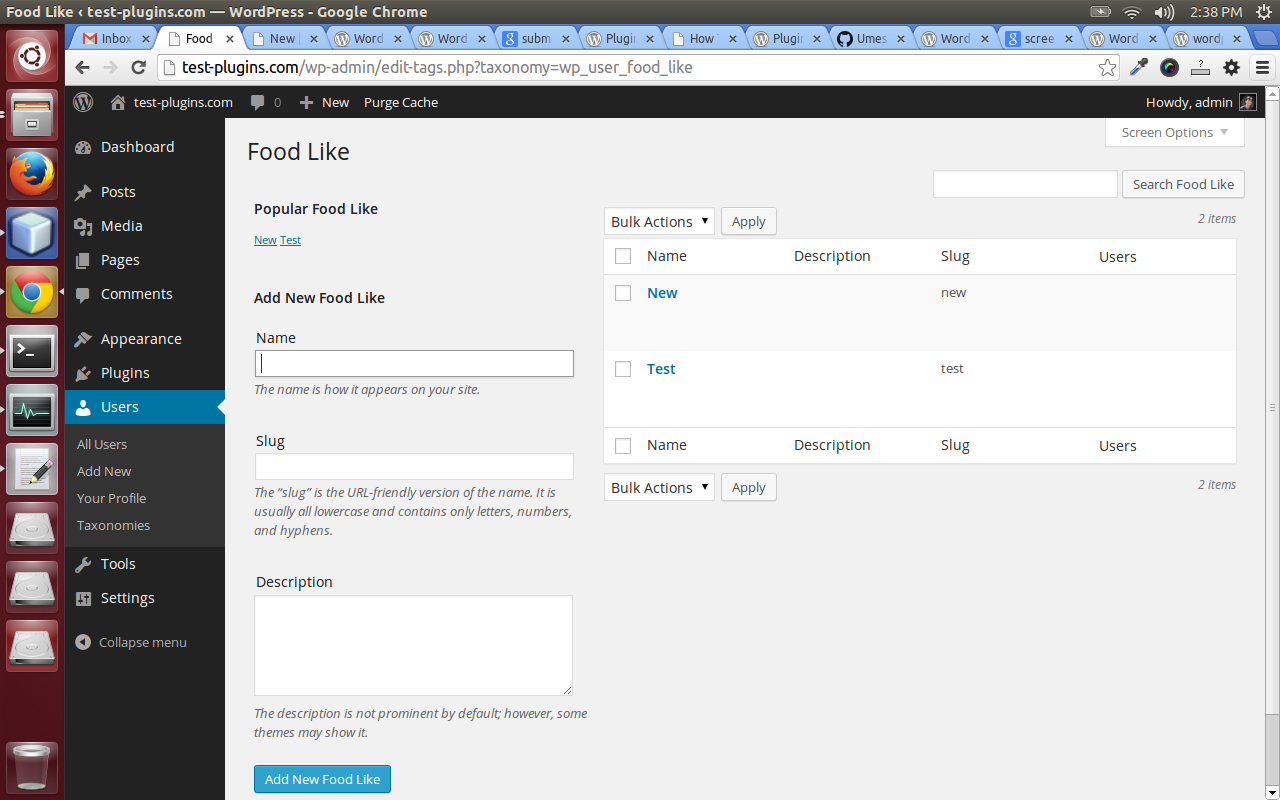 Food Like ‹ test-plugins.com — WordPress - Google Chrome
2:38 PM
Inbox
Food
New
Word
Word
subm
Plugin
How
Plugin
Umes
Word
scree
Word
word
test-plugins.com/wp-admin/edit-tags.php?taxonomy=wp_user_food_like
test-plugins.com
0
New
Purge Cache
Howdy, admin
Dashboard
Posts
Media
Pages
Comments
Appearance
Plugins
Users
All Users
Add New
Your Profile
Taxonomies
Tools
Settings
Collapse menu
Screen Options
Food Like
Search Food Like
Popular Food Like
New Test
Add New Food Like
Name
The name is how it appears on your site.
Slug
The “slug” is the URL-friendly version of the name. It is
usually all lowercase and contains only letters, numbers,
and hyphens.
Description
The description is not prominent by default; however, some
themes may show it.
Add New Food Like
Bulk Actions
Apply
2 items
Name Description Slug Users
New new
Test test
Name Description Slug Users
Bulk Actions
Apply
2 items